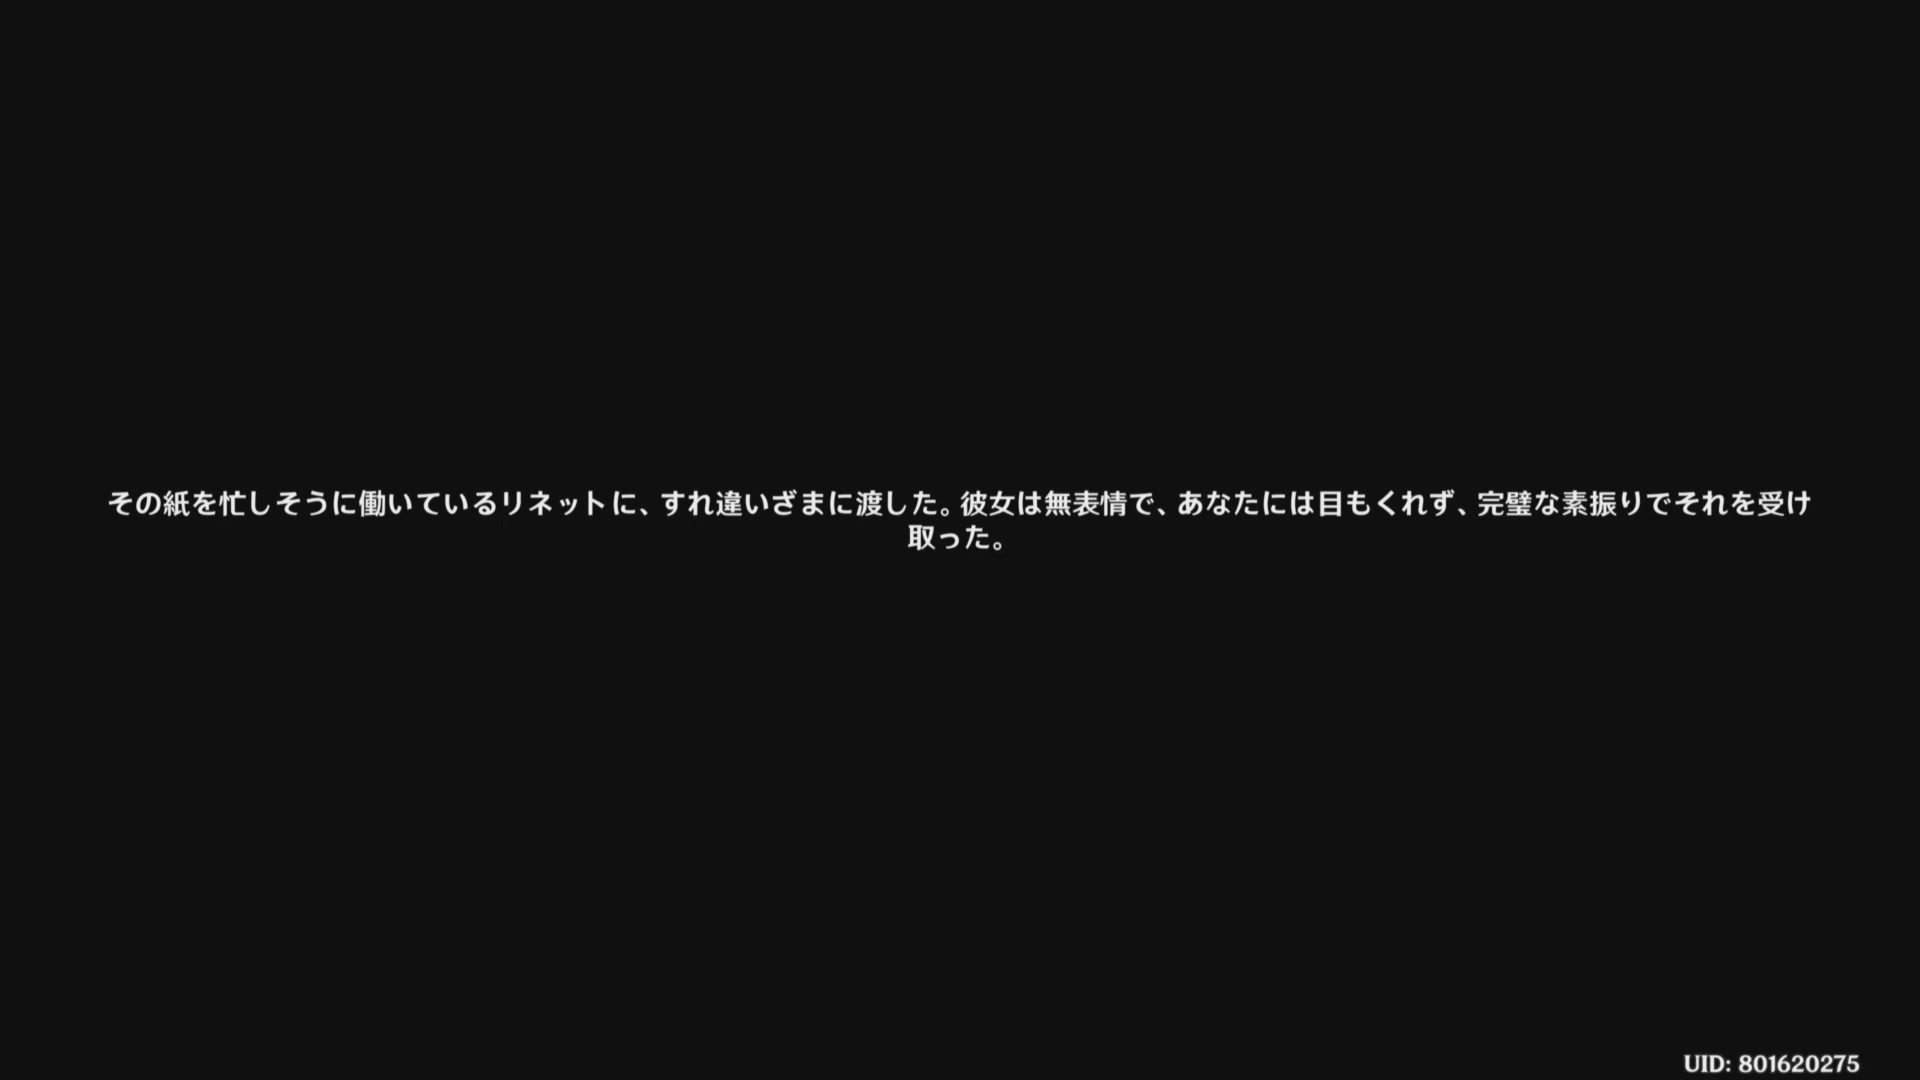 その紙を忙しそうに働いているリネットに、すれ違いざまに渡した。彼女は無表情で、あなたには目もくれず、完璧な素振りでそれを受け
取った。
UID: 801620275